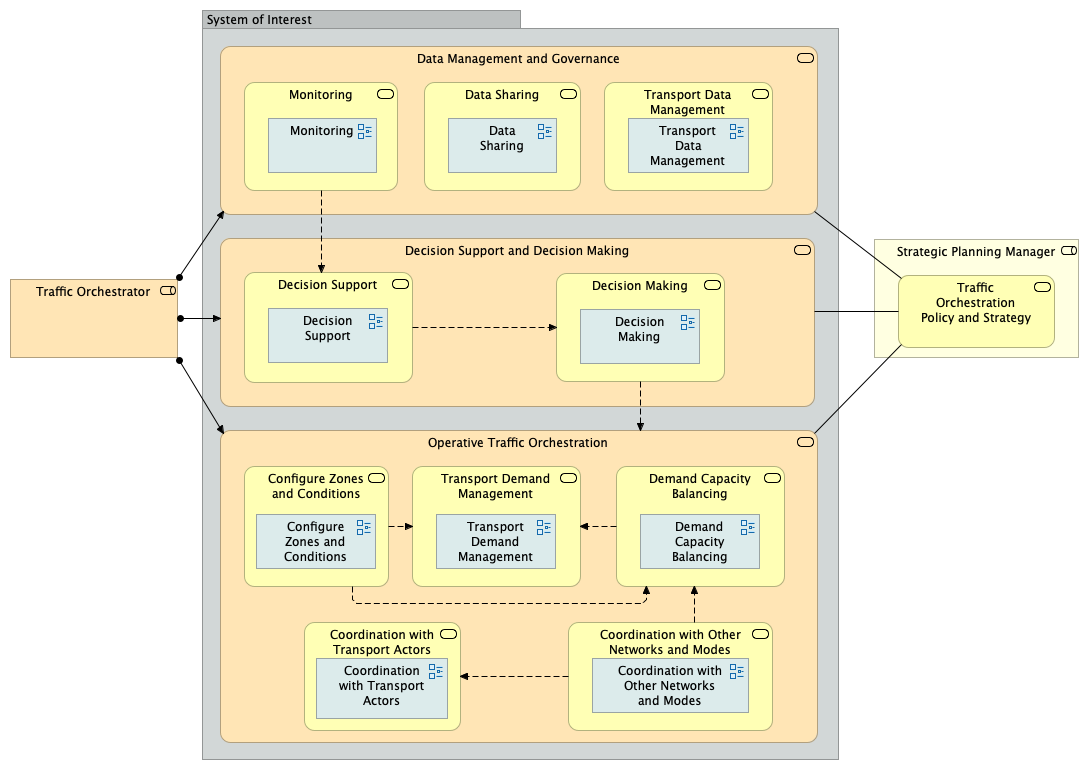 System of Interest
Data Management and Governance
Monitoring
Monitoring
Data Sharing
Data
Sharing
Transport Data
Management
Transport
Data
Management
Decision Support and Decision Making
Decision Support
Decision
Support
Decision Making
Decision
Making
Traffic Orchestrator
Strategic Planning Manager
Traffic
Orchestration
Policy and Strategy
Operative Traffic Orchestration
Configure Zones
and Conditions
Configure
Zones and
Conditions
Transport Demand
Management
Transport
Demand
Management
Demand Capacity
Balancing
Demand
Capacity
Balancing
Coordination with
Transport Actors
Coordination
with Transport
Actors
Coordination with Other
Networks and Modes
Coordination with
Other Networks
and Modes